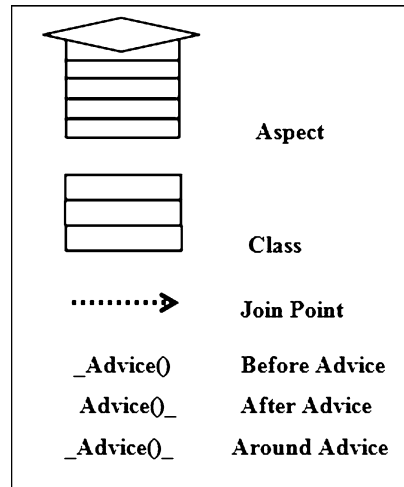 Aspect
Class
Join Point
_Advice() Before Advice
Advice()_ After Advice
_Advice()_ Around Advice